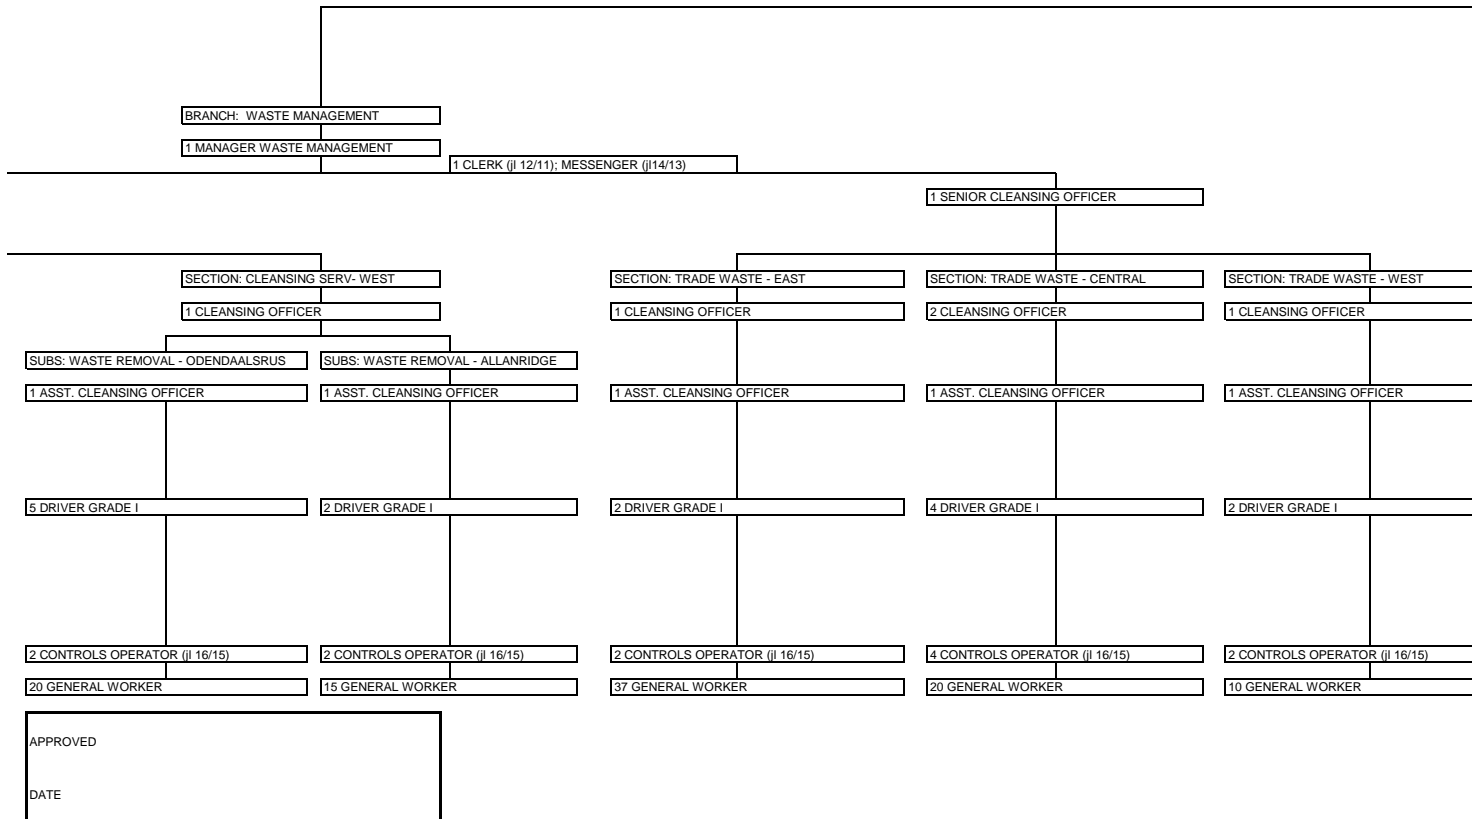 BRANCH:  WASTE MANAGEMENT
1 MANAGER WASTE MANAGEMENT
1 CLERK (jl 12/11); MESSENGER (jl14/13)
1 SENIOR CLEANSING OFFICER
SECTION: CLEANSING SERV- WEST
SECTION: TRADE WASTE - EAST
SECTION: TRADE WASTE - CENTRAL
SECTION: TRADE WASTE - WEST
1 CLEANSING OFFICER
1 CLEANSING OFFICER
2 CLEANSING OFFICER
1 CLEANSING OFFICER
SUBS: WASTE REMOVAL - ODENDAALSRUS
SUBS: WASTE REMOVAL - ALLANRIDGE
1 ASST. CLEANSING OFFICER
1 ASST. CLEANSING OFFICER
1 ASST. CLEANSING OFFICER
1 ASST. CLEANSING OFFICER
1 ASST. CLEANSING OFFICER
5 DRIVER GRADE I
2 DRIVER GRADE I
2 DRIVER GRADE I
4 DRIVER GRADE I
2 DRIVER GRADE I
2 CONTROLS OPERATOR (jl 16/15)
2 CONTROLS OPERATOR (jl 16/15)
2 CONTROLS OPERATOR (jl 16/15)
4 CONTROLS OPERATOR (jl 16/15)
2 CONTROLS OPERATOR (jl 16/15)
20 GENERAL WORKER
15 GENERAL WORKER
37 GENERAL WORKER
20 GENERAL WORKER
10 GENERAL WORKER
APPROVED
DATE